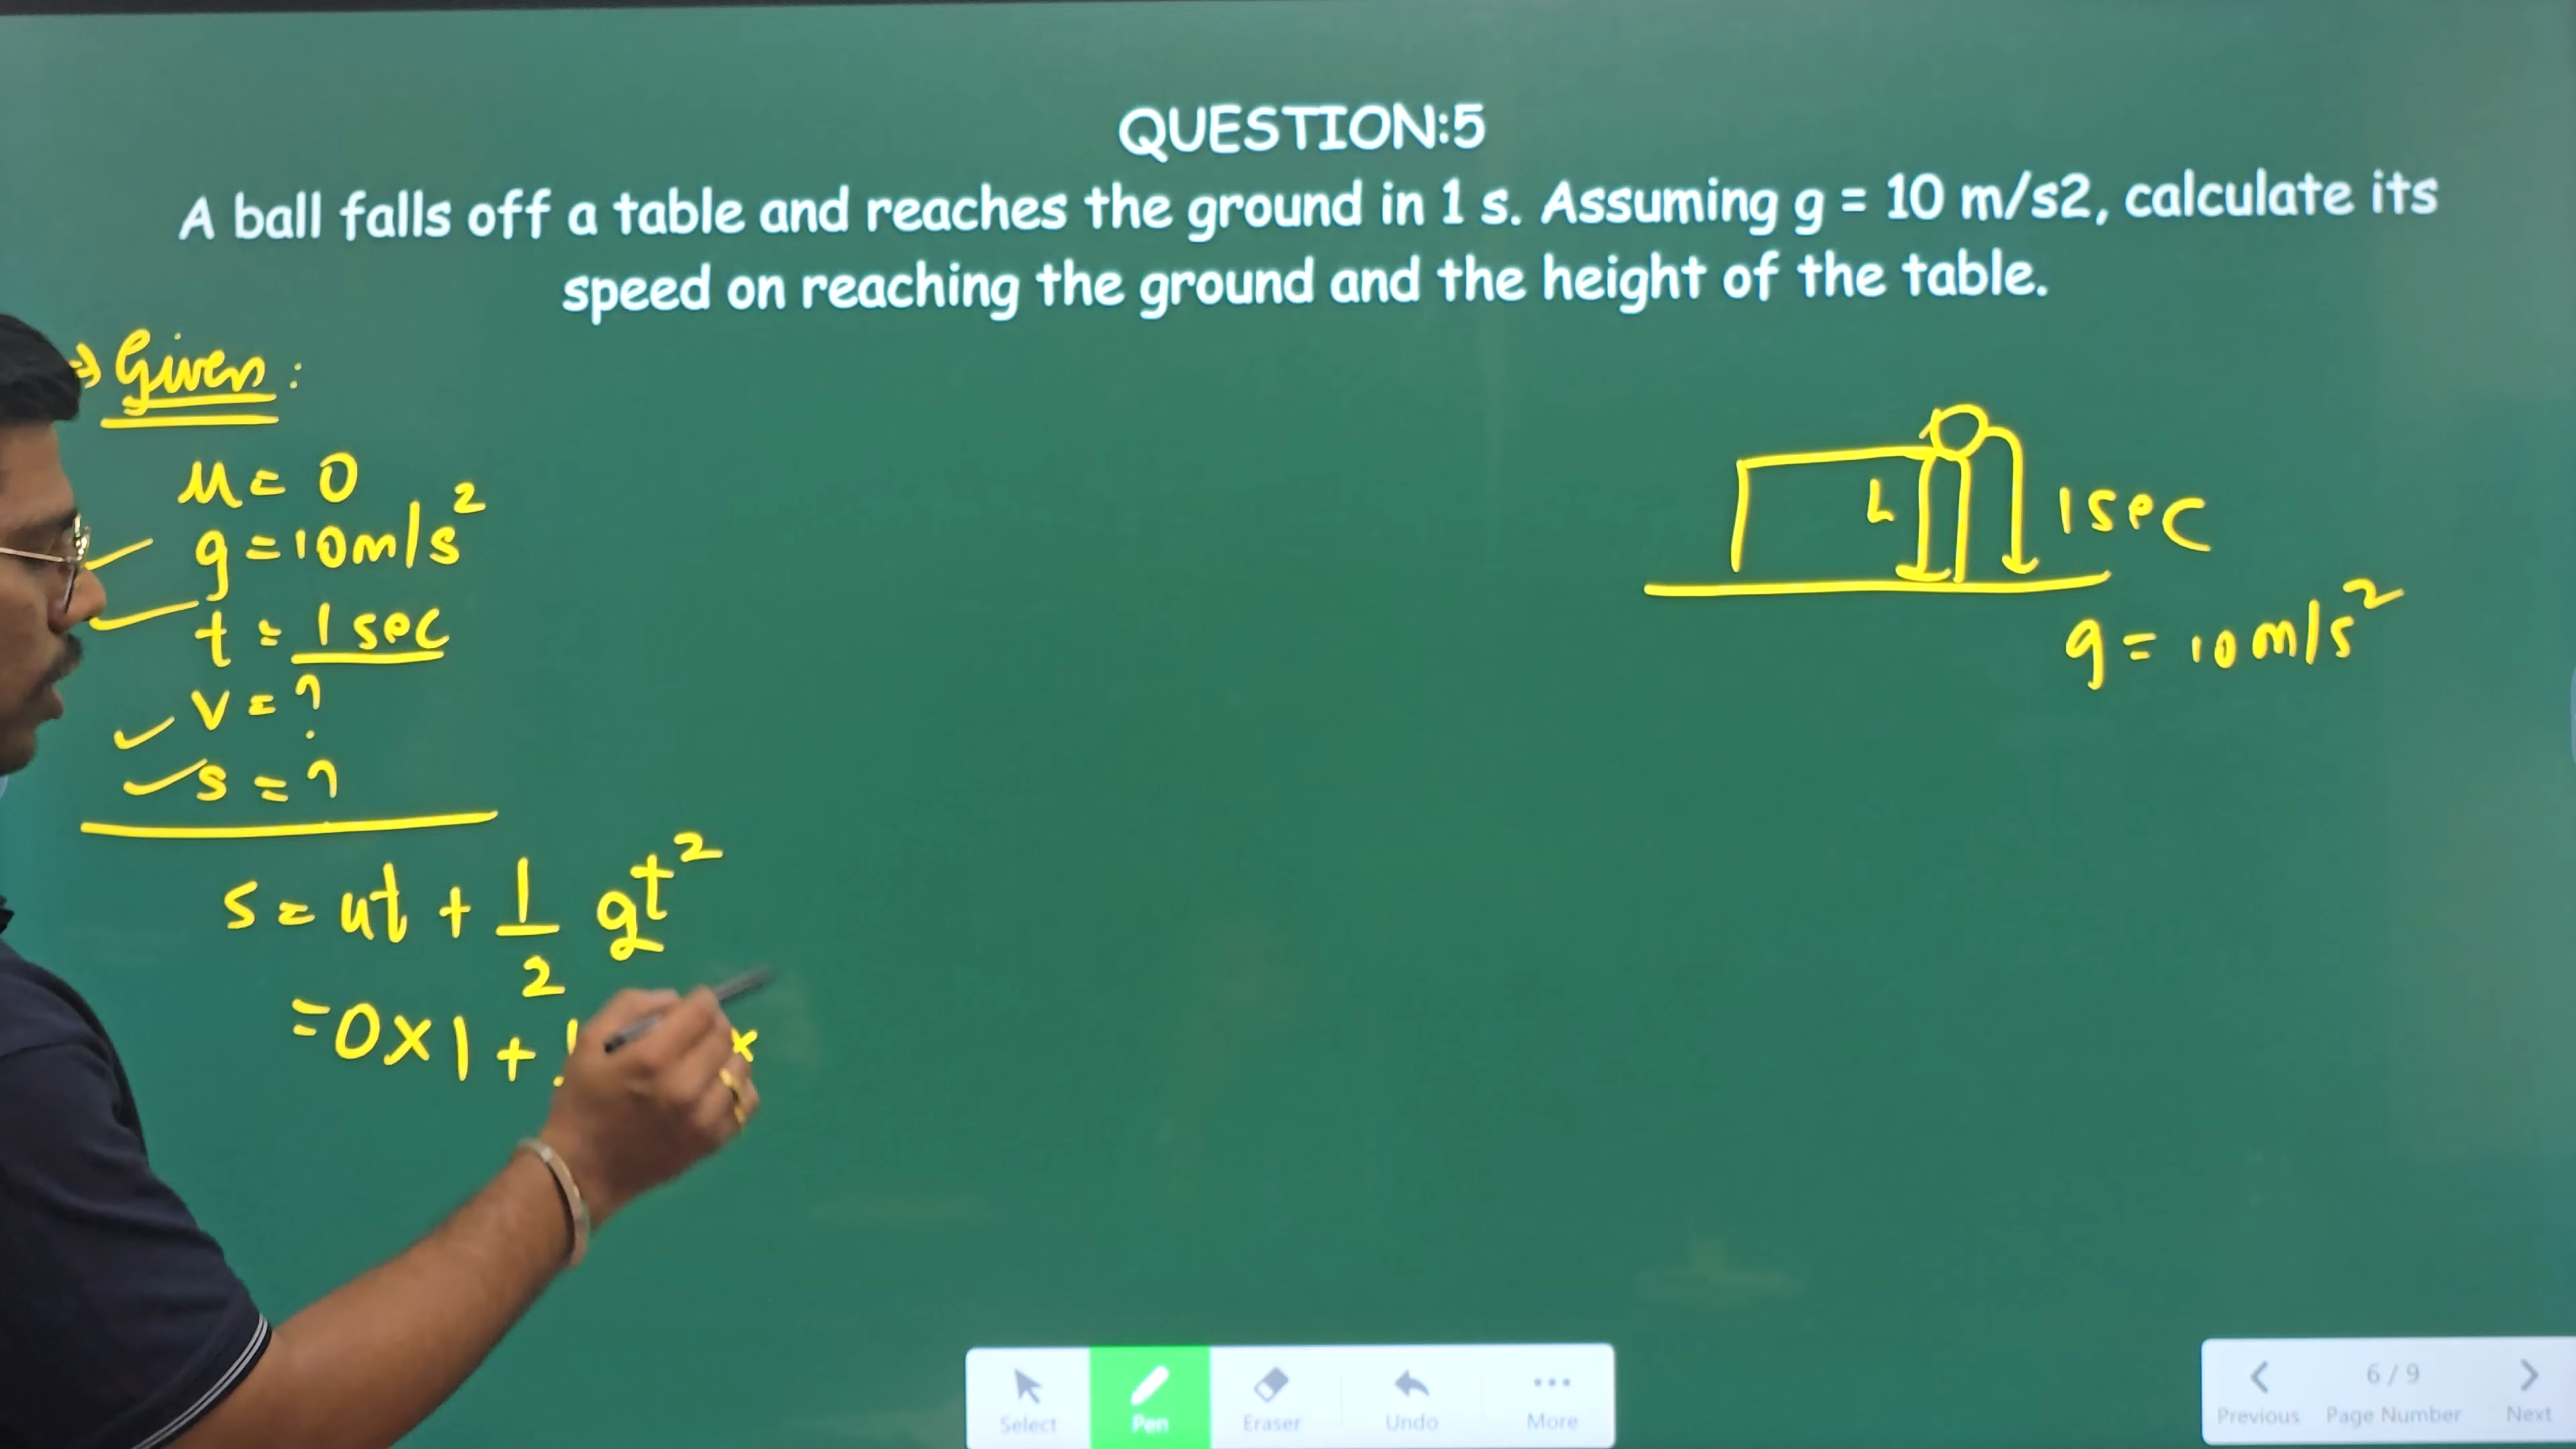 QUESTION:5
A ball falls off a table and reaches the ground in 1 s. Assuming g = 10 m/s2, calculate its
speed on reaching the ground and the height of the table.
→ Given :
u = 0
g = 10m/s²
t = 1 sec
v = ?
s = ?
s = ut + 1/2 gt²
= 0 x 1 +
x
h
1 sec
g = 10m/s²
Select
Pen
Eraser
Undo
More
6 / 9
Previous
Page Number
Next